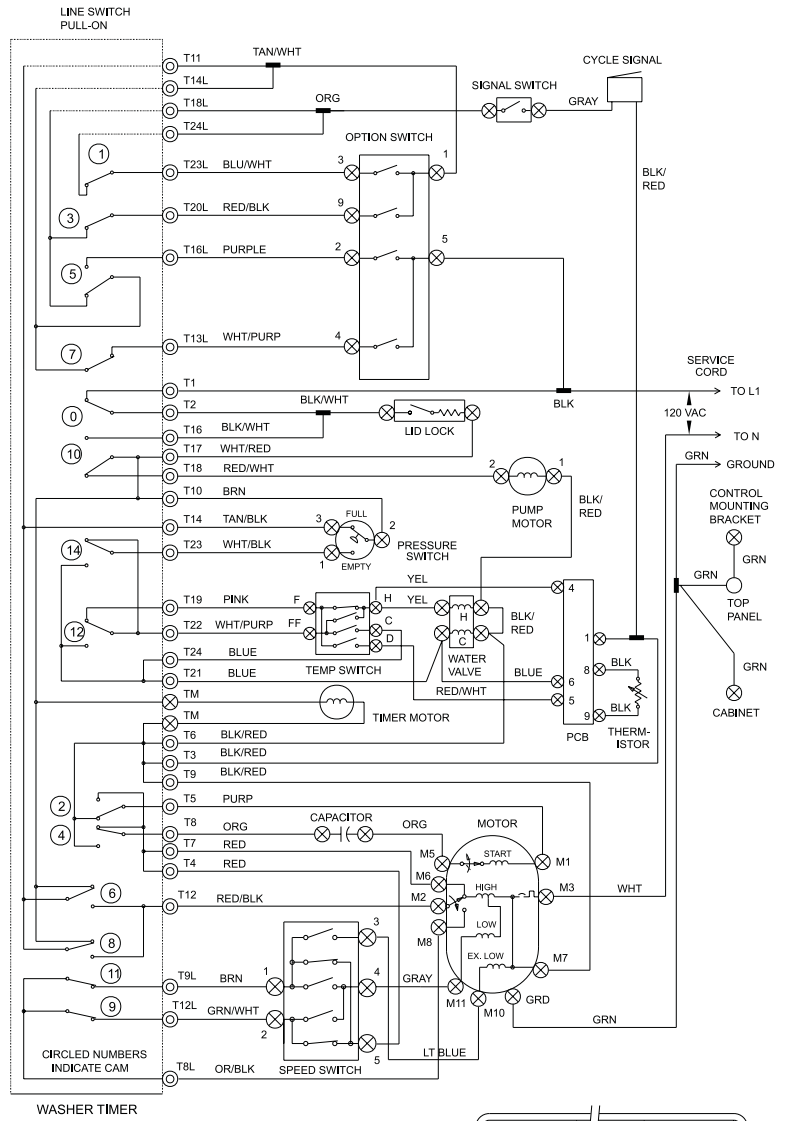 LINE SWITCH
PULL-ON
T11
TAN/WHT
T14L
T18L
ORG
T24L
SIGNAL SWITCH
GRAY
CYCLE SIGNAL
BLK/
RED
OPTION SWITCH
1
T23L BLU/WHT 3
1
3
T20L RED/BLK 9
5
T16L PURPLE 2
5
7
T13L WHT/PURP 4
T1
BLK
SERVICE
CORD
TO L1
120 VAC
TO N
GRN
GROUND
0
T2
BLK/WHT
LID LOCK
T16 BLK/WHT
10
T17 WHT/RED
T18 RED/WHT
2
1
PUMP
MOTOR
BLK/
RED
T10 BRN
CONTROL
MOUNTING
BRACKET
GRN
GRN
TOP
PANEL
GRN
CABINET
T14 TAN/BLK
3
FULL
2
14
T23 WHT/BLK
1
EMPTY
PRESSURE
SWITCH
YEL
4
T19 PINK
F
H
YEL
H
BLK/
RED
12
T22 WHT/PURP
FF
C
C
D
TEMP SWITCH
WATER
VALVE
1
8
BLK
T24 BLUE
T21 BLUE
BLUE
6
RED/WHT
5
9
BLK
PCB
THERM-
ISTOR
TM
TIMER MOTOR
TM
T6 BLK/RED
T3 BLK/RED
T9 BLK/RED
2
T5 PURP
4
T8 ORG
CAPACITOR
ORG
T7 RED
T4 RED
MOTOR
M5
START
M1
M6
HIGH
M3
WHT
M2
M8
LOW
EX. LOW
M7
M11
M10
GRD
GRN
6
T12 RED/BLK
8
3
11
T9L BRN 1
4
GRAY
9
T12L GRN/WHT
2
5
LT BLUE
CIRCLED NUMBERS
INDICATE CAM
T8L OR/BLK
SPEED SWITCH
WASHER TIMER